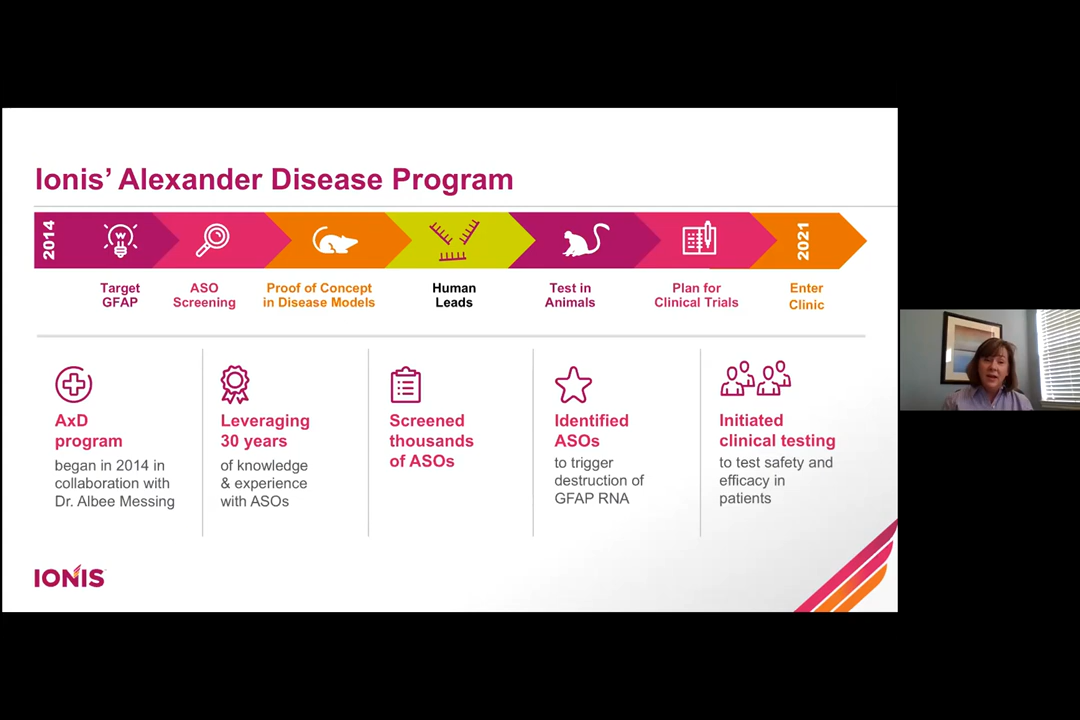 Ionis’ Alexander Disease Program
2014
2021
Target
GFAP
ASO
Screening
Proof of Concept
in Disease Models
Human
Leads
Test in
Animals
Plan for
Clinical Trials
Enter
Clinic
AxD
program
began in 2014 in
collaboration with
Dr. Albee Messing
Leveraging
30 years
of knowledge
& experience
with ASOs
Screened
thousands
of ASOs
Identified
ASOs
to trigger
destruction of
GFAP RNA
Initiated
clinical testing
to test safety and
efficacy in
patients
IONIS